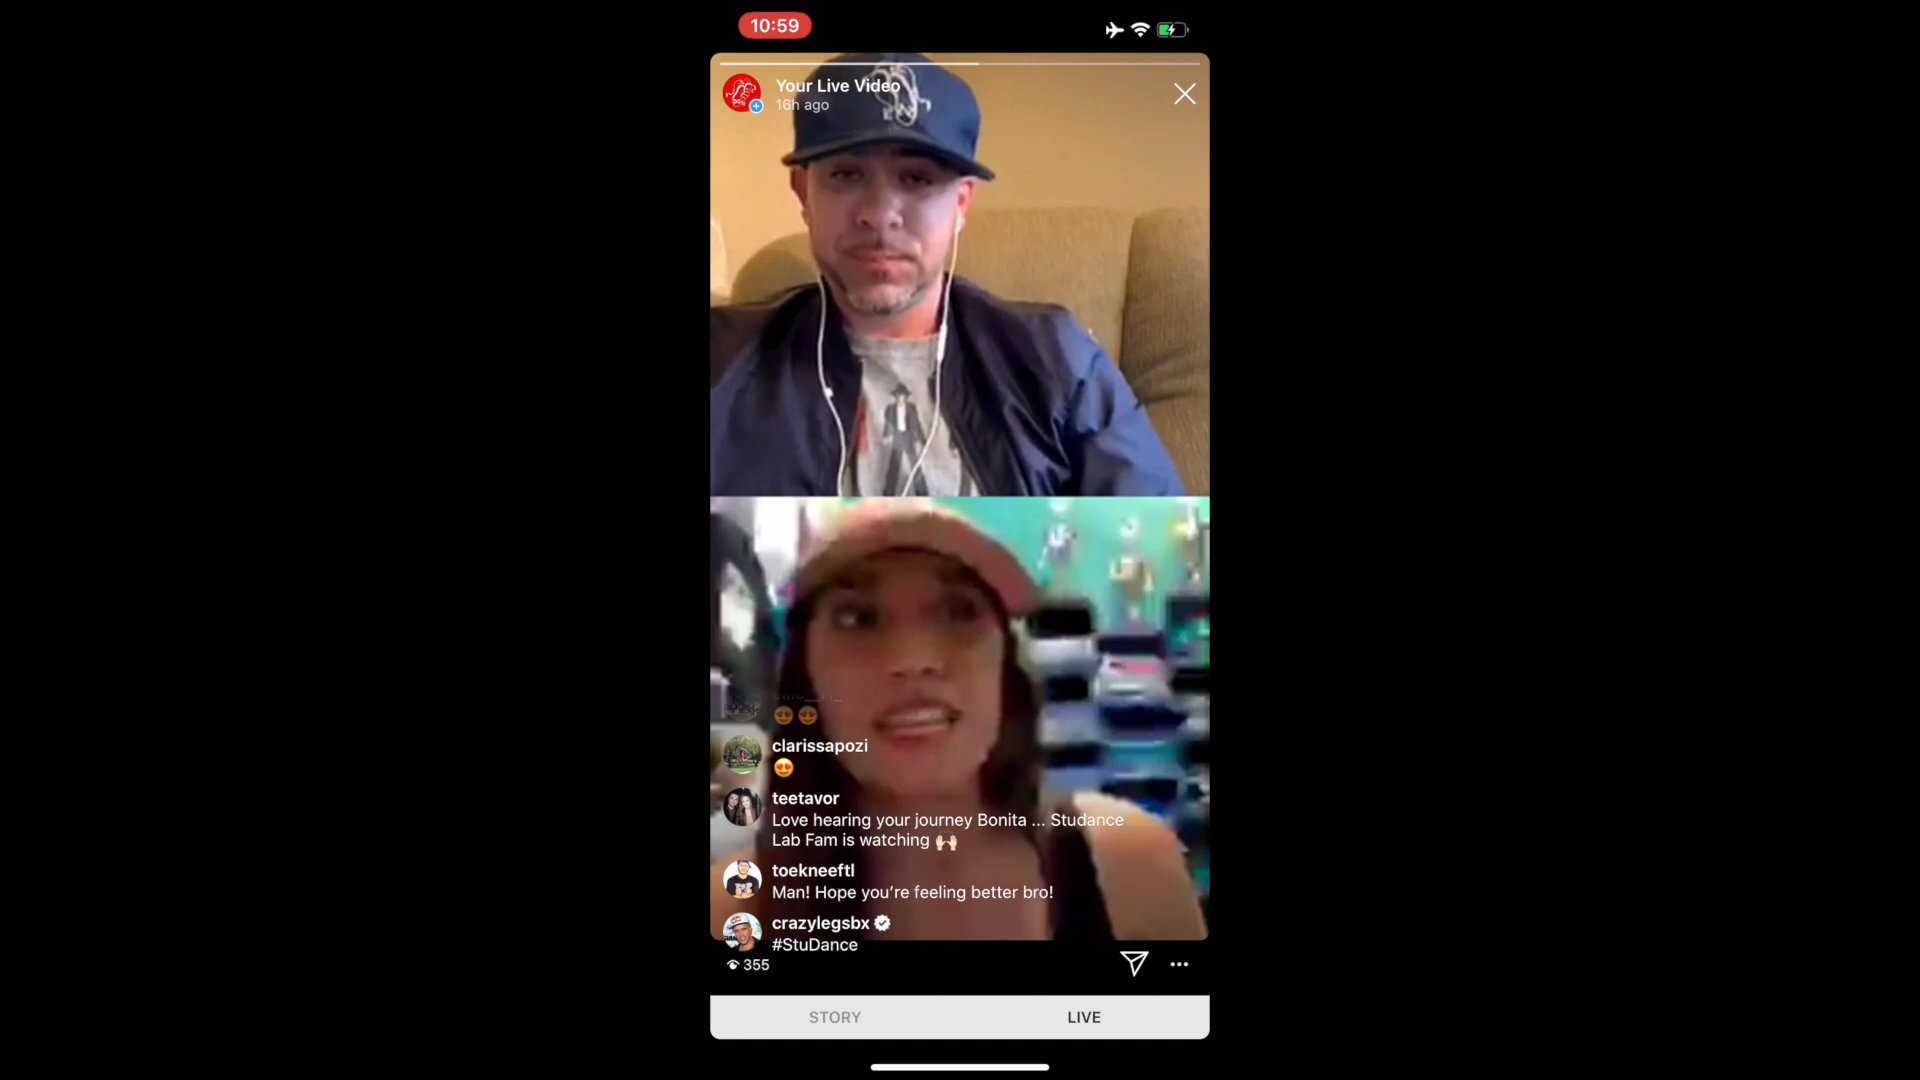 10:59
Your Live Video
16h ago
😍😍
clarissapozi
😍
teetavor
Love hearing your journey Bonita ... Studance
Lab Fam is watching 🙌🏻
toekneeftl
Man! Hope you’re feeling better bro!
crazylegsbx
#StuDance
355
STORY
LIVE